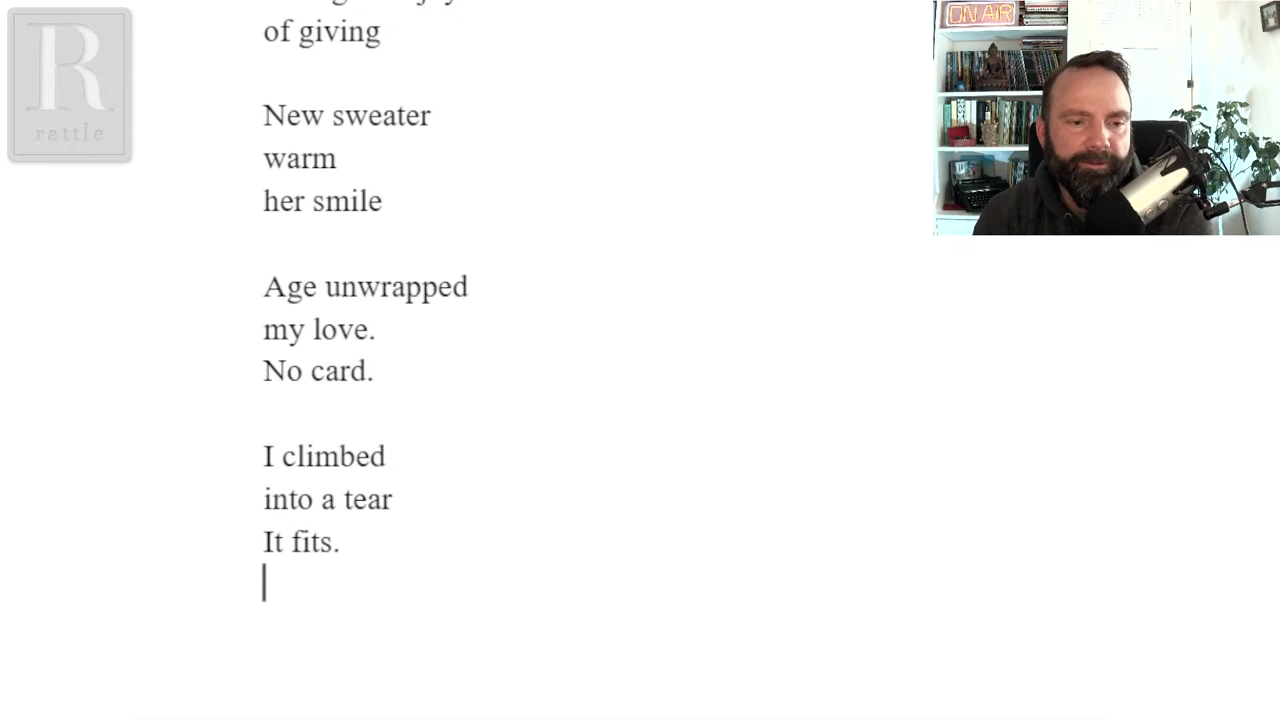 R
rattle
of giving
New sweater
warm
her smile
Age unwrapped
my love.
No card.
I climbed
into a tear
It fits.
ON AIR